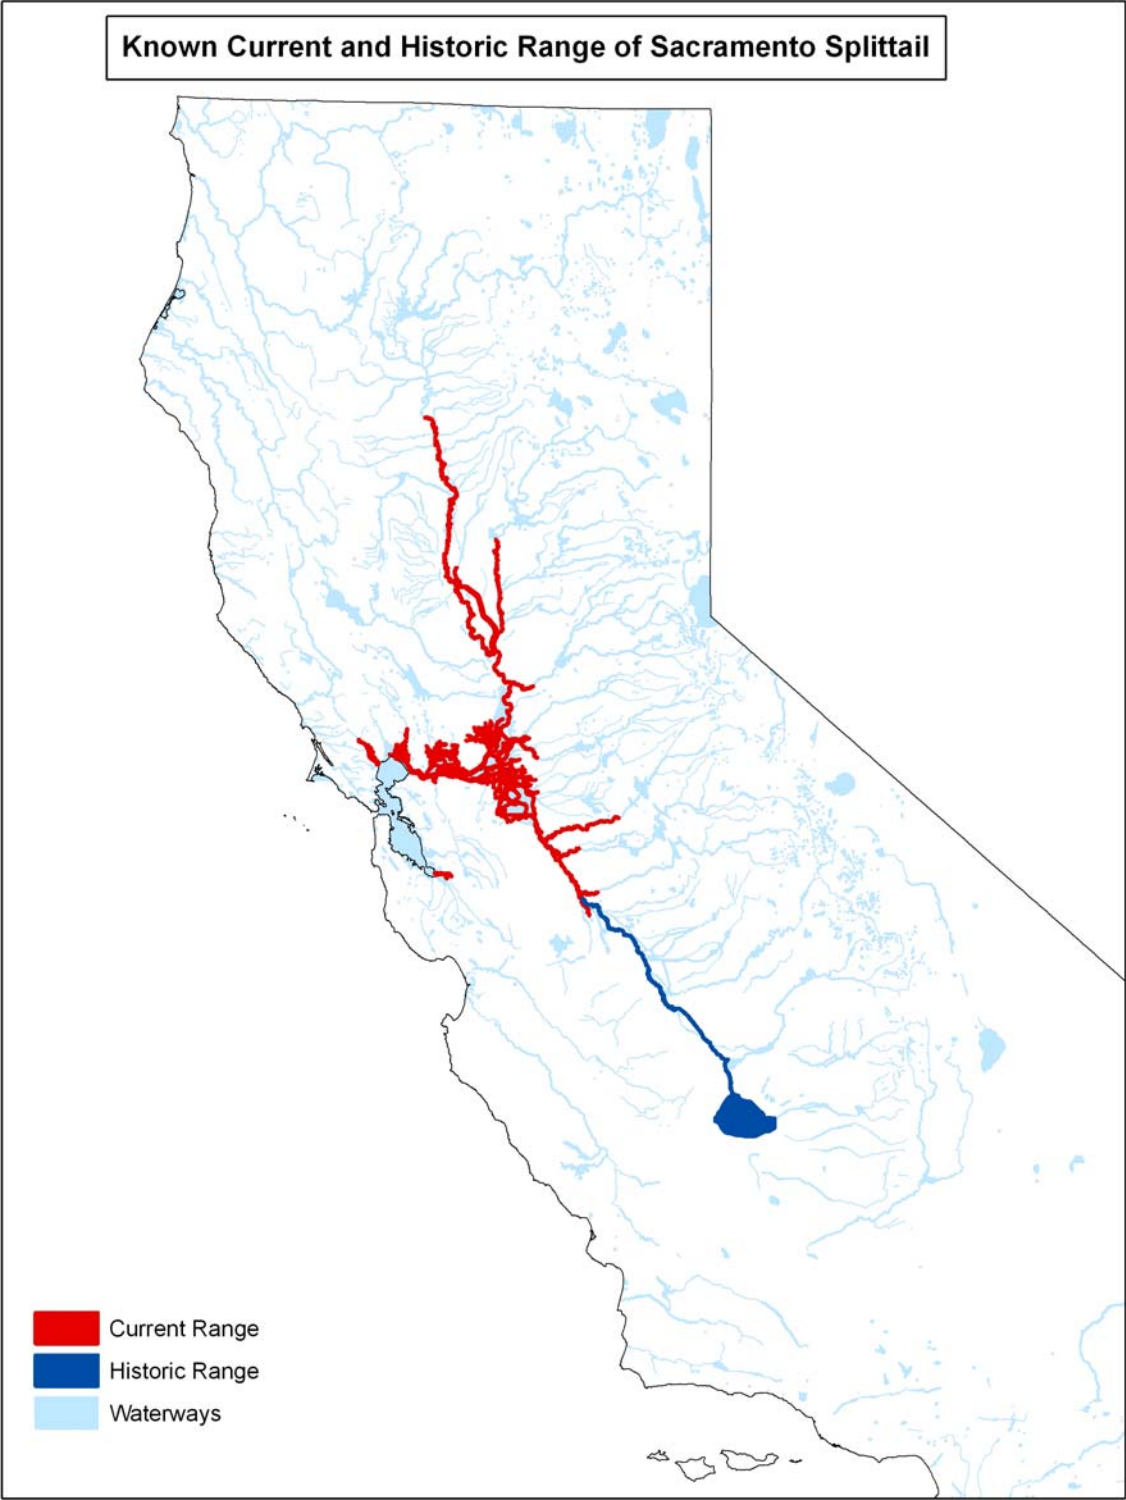 Known Current and Historic Range of Sacramento Splittail
Current Range
Historic Range
Waterways